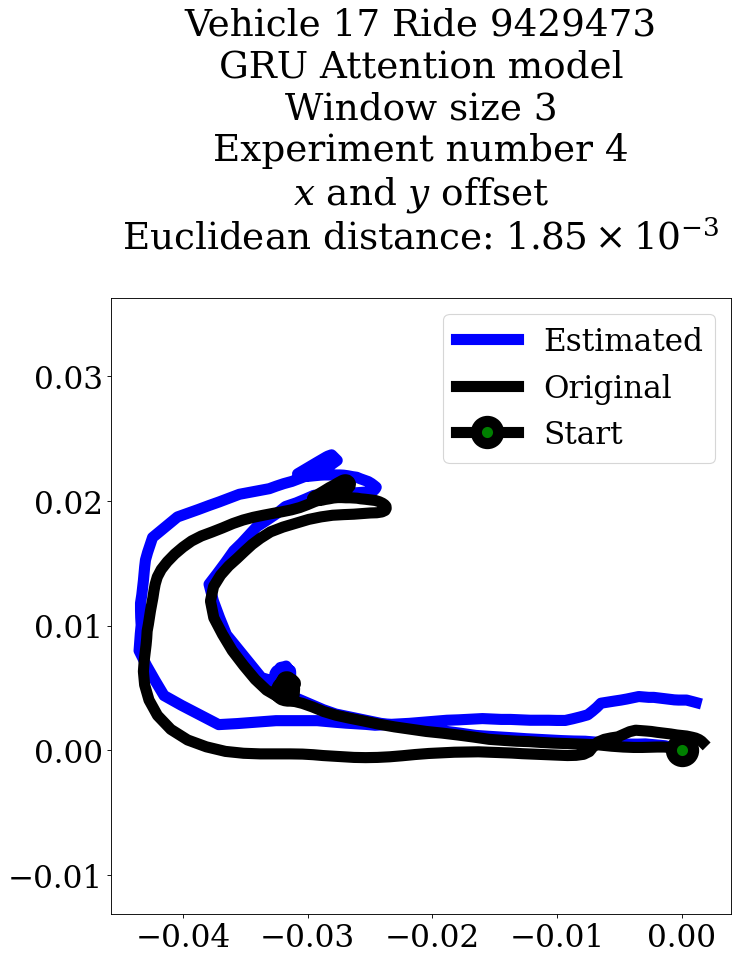 Vehicle 17 Ride 9429473
GRU Attention model
Window size 3
Experiment number 4
x and y offset
Euclidean distance: 1.85 × 10⁻³
Estimated
Original
Start
0.03
0.02
0.01
0.00
−0.01
−0.04
−0.03
−0.02
−0.01
0.00